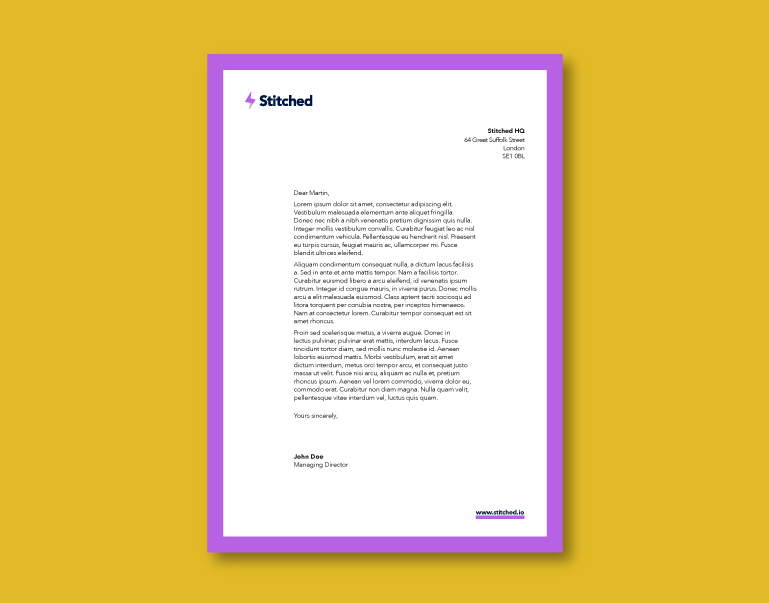 Stitched
Stitched HQ
64 Great Suffolk Street
London
SE1 0BL
Dear Martin,
Lorem ipsum dolor sit amet, consectetur adipiscing elit.
Vestibulum malesuada elementum ante aliquet fringilla.
Donec nec nibh a nibh venenatis pretium dignissim quis nulla.
Integer mollis vestibulum convallis. Curabitur feugiat leo ac nisl
condimentum vehicula. Pellentesque eu hendrerit nisl. Praesent
eu turpis cursus, feugiat mauris ac, ullamcorper mi. Fusce
blandit ultrices eleifend.
Aliquam condimentum consequat nulla, a dictum lacus facilisis
a. Sed in ante et ante mattis tempor. Nam a facilisis tortor.
Curabitur euismod libero a arcu eleifend, id venenatis ipsum
rutrum. Integer id congue mauris, in viverra purus. Donec mollis
arcu a elit malesuada euismod. Class aptent taciti sociosqu ad
litora torquent per conubia nostra, per inceptos himenaeos.
Nam at consectetur lorem. Curabitur tempor consequat est sit
amet rhoncus.
Proin sed scelerisque metus, a viverra augue. Donec in
lectus pulvinar, pulvinar erat mattis, interdum lacus. Fusce
tincidunt tortor diam, sed mollis nunc molestie id. Aenean
lobortis euismod mattis. Morbi vestibulum, erat sit amet
dictum interdum, metus orci tempor arcu, et consequat justo
massa ut velit. Fusce nisi arcu, aliquam ac nulla et, pretium
rhoncus ipsum. Aenean vel lorem commodo, viverra dolor eu,
commodo erat. Curabitur non diam magna. Nulla quam velit,
pellentesque vitae interdum vel, luctus quis quam.
Yours sincerely,
John Doe
Managing Director
www.stitched.io